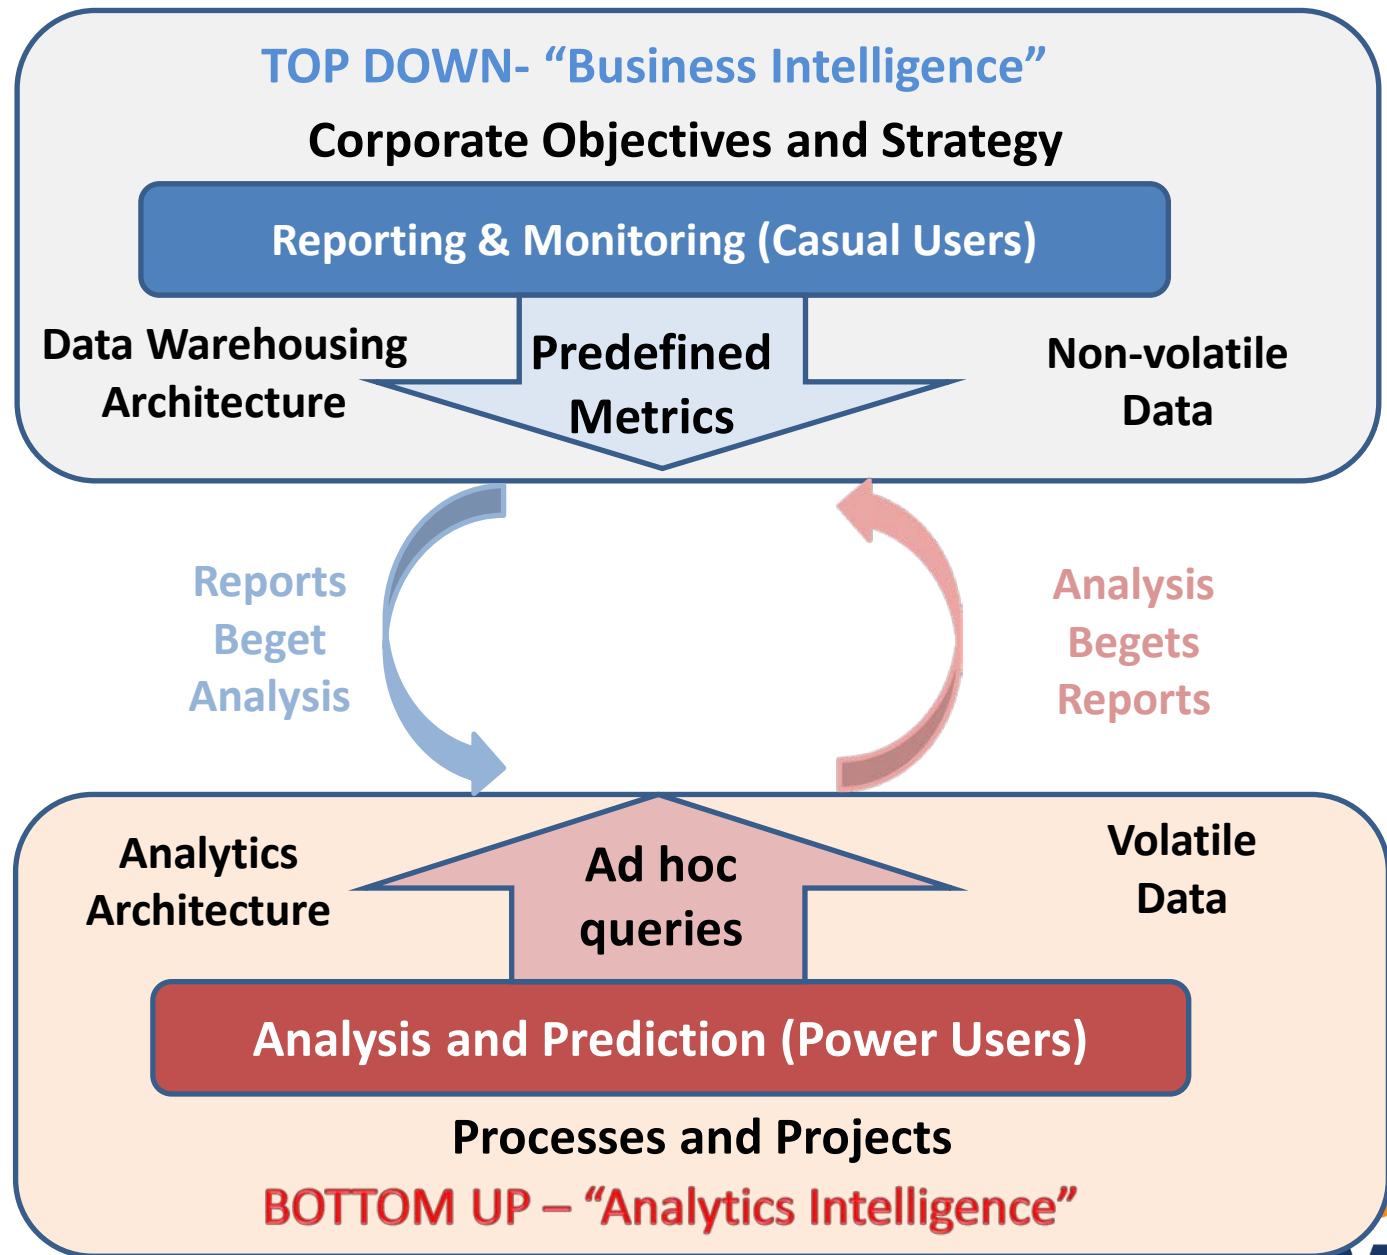 TOP DOWN- “Business Intelligence”
Corporate Objectives and Strategy
Reporting & Monitoring (Casual Users)
Data Warehousing
Architecture
Predefined
Metrics
Non-volatile
Data
Reports
Beget
Analysis
Analysis
Begets
Reports
Analytics
Architecture
Ad hoc
queries
Volatile
Data
Analysis and Prediction (Power Users)
Processes and Projects
BOTTOM UP – “Analytics Intelligence”